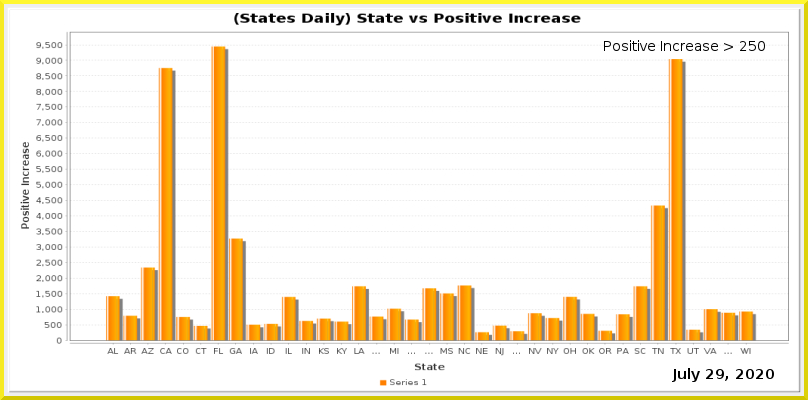 (States Daily) State vs Positive Increase
Positive Increase > 250
Positive Increase
9,500
9,000
8,500
8,000
7,500
7,000
6,500
6,000
5,500
5,000
4,500
4,000
3,500
3,000
2,500
2,000
1,500
1,000
500
0
AL AR AZ CA CO CT FL GA IA ID IL IN KS KY LA ... MI ... ... MS NC NE NJ ... NV NY OH OK OR PA SC TN TX UT VA ... WI
State
Series 1
July 29, 2020